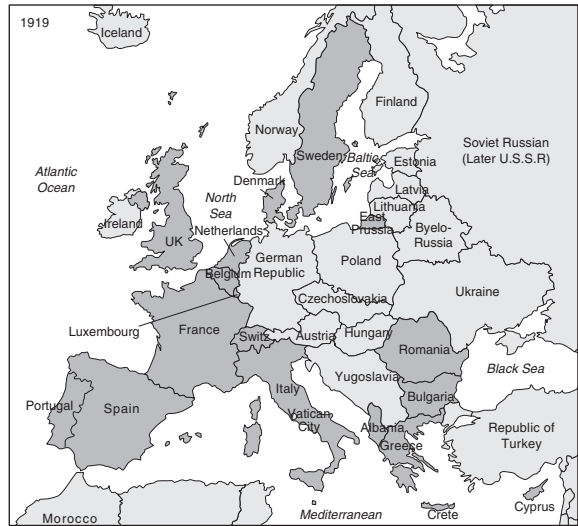 1919
Iceland
Finland
Norway
Soviet Russian
(Later U.S.S.R)
Sweden
Baltic
Sea
Estonia
Atlantic
Ocean
Denmark
Latvia
North
Sea
Lithuania
East
Prussia
Ireland
Netherlands
Byelo-
Russia
UK
German
Republic
Poland
Belgium
Ukraine
Czechoslovakia
Luxembourg
France
Switz
Austria
Hungary
Romania
Yugoslavia
Black Sea
Italy
Bulgaria
Portugal
Spain
Vatican
City
Albania
Greece
Republic of
Turkey
Morocco
Mediterranean
Crete
Cyprus